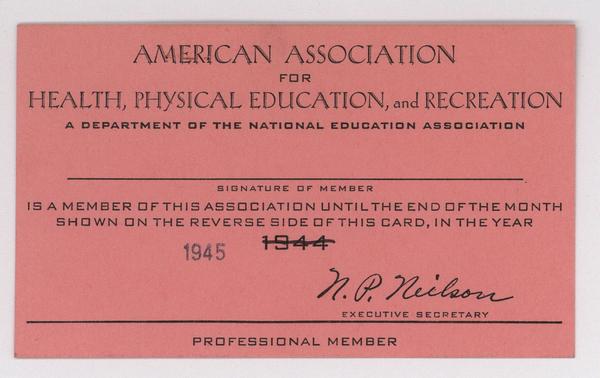 AMERICAN ASSOCIATION
FOR
HEALTH, PHYSICAL EDUCATION, and RECREATION
A DEPARTMENT OF THE NATIONAL EDUCATION ASSOCIATION
SIGNATURE OF MEMBER
IS A MEMBER OF THIS ASSOCIATION UNTIL THE END OF THE MONTH
SHOWN ON THE REVERSE SIDE OF THIS CARD, IN THE YEAR
1944
1945
N. P. Neilson
EXECUTIVE SECRETARY
PROFESSIONAL MEMBER